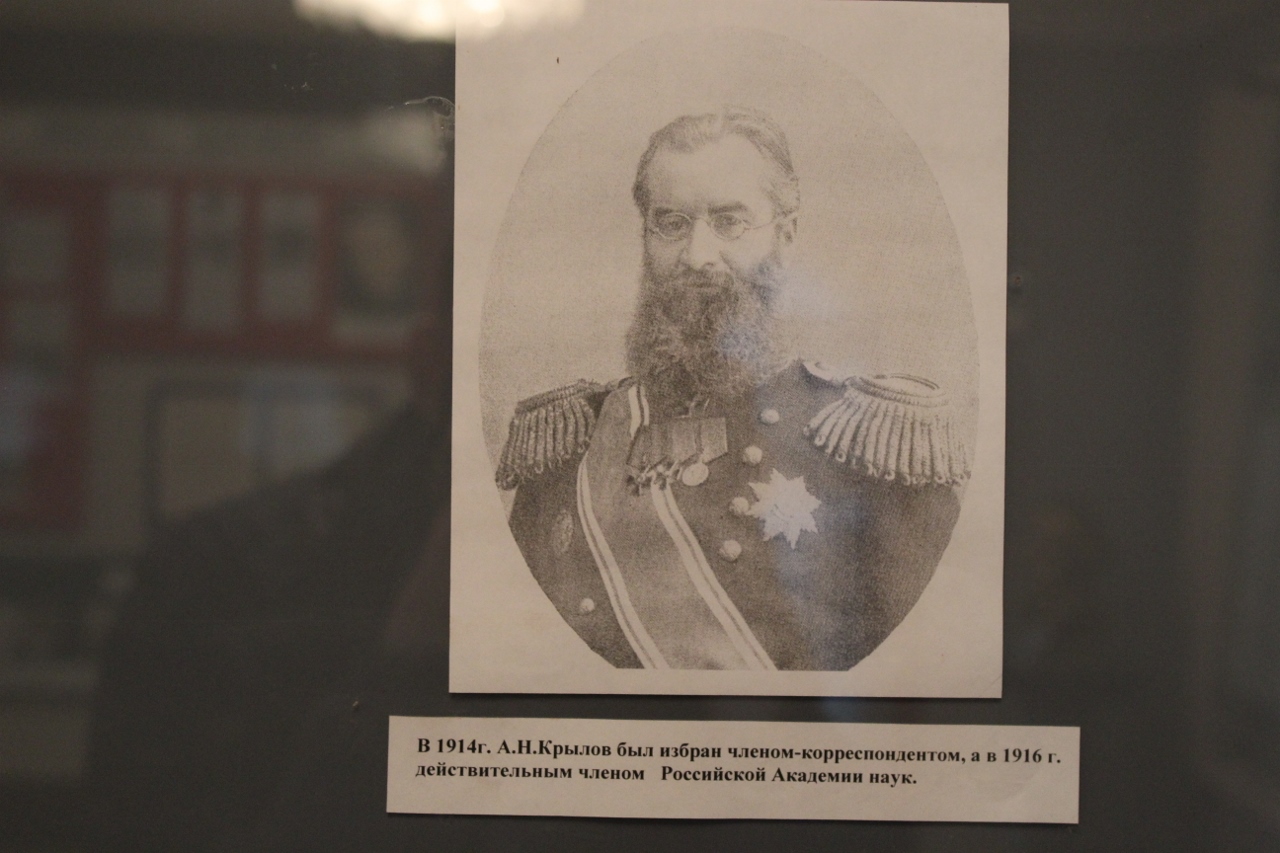 В 1914г. А.Н.Крылов был избран членом-корреспондентом, а в 1916 г.
действительным членом Российской Академии наук.